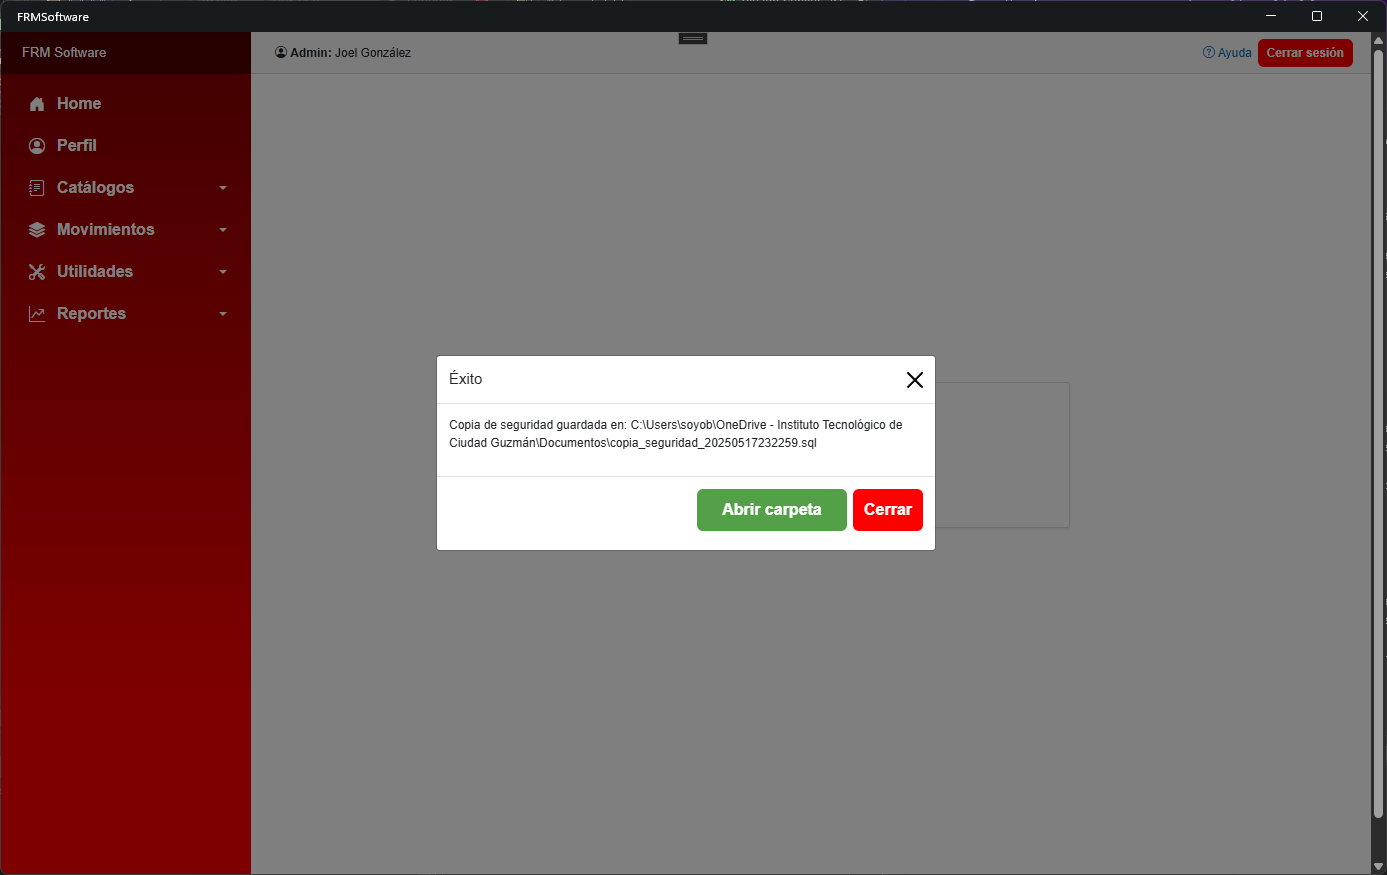 FRMSoftware
FRM Software
Admin: Joel González
Ayuda
Cerrar sesión
Home
Perfil
Catálogos
Movimientos
Utilidades
Reportes
Éxito
Copia de seguridad guardada en: C:\Users\soyob\OneDrive - Instituto Tecnológico de
Ciudad Guzmán\Documentos\copia_seguridad_20250517232259.sql
Abrir carpeta
Cerrar